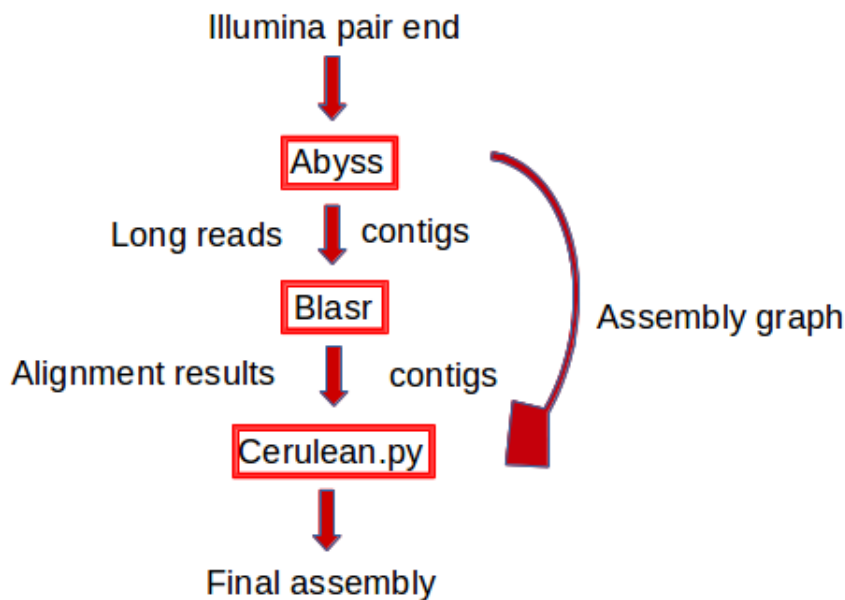 Illumina pair end
Abyss
Long reads
contigs
Blasr
Assembly graph
Alignment results
contigs
Cerulean.py
Final assembly